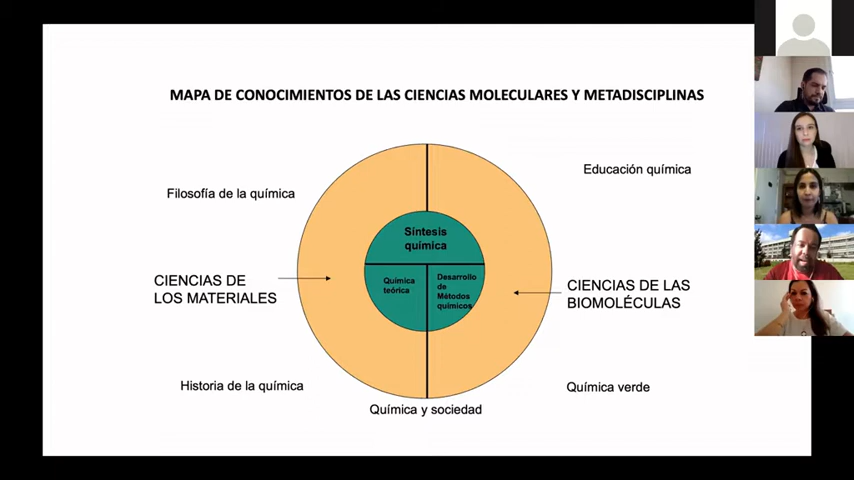 MAPA DE CONOCIMIENTOS DE LAS CIENCIAS MOLECULARES Y METADISCIPLINAS
Educación química
Filosofía de la química
Síntesis
química
CIENCIAS DE
LOS MATERIALES
Química
teórica
Desarrollo
de
Métodos
químicos
CIENCIAS DE LAS
BIOMOLÉCULAS
Historia de la química
Química verde
Química y sociedad